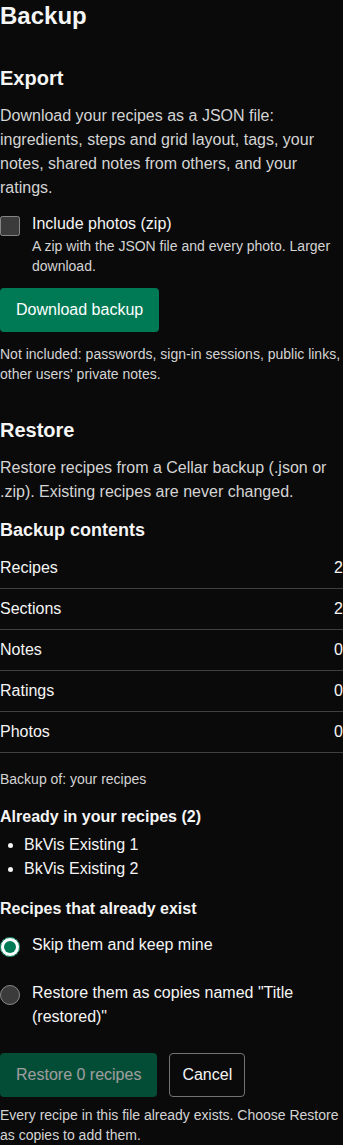 Backup
Export
Download your recipes as a JSON file:
ingredients, steps and grid layout, tags, your
notes, shared notes from others, and your
ratings.
Include photos (zip)
A zip with the JSON file and every photo. Larger
download.
Download backup
Not included: passwords, sign-in sessions, public links,
other users' private notes.
Restore
Restore recipes from a Cellar backup (.json or
.zip). Existing recipes are never changed.
Backup contents
Recipes 2
Sections 2
Notes 0
Ratings 0
Photos 0
Backup of: your recipes
Already in your recipes (2)
• BkVis Existing 1
• BkVis Existing 2
Recipes that already exist
Skip them and keep mine
Restore them as copies named "Title
(restored)"
Restore 0 recipes Cancel
Every recipe in this file already exists. Choose Restore
as copies to add them.